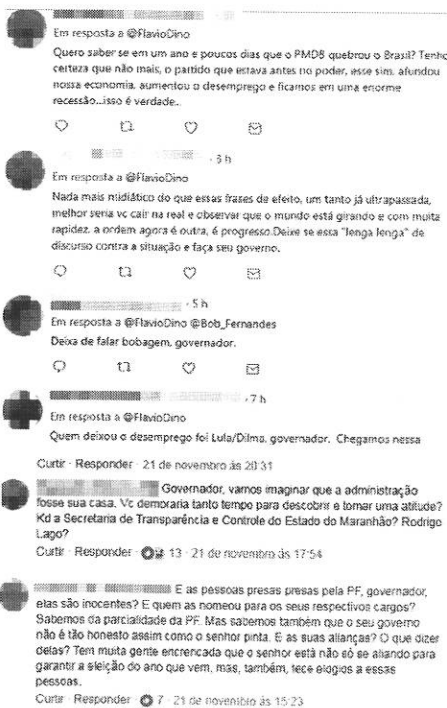 Em resposta a @FlavioDino
Quero saber se em um ano e poucos dias que o PMDB quebrou o Brasil? Tenho
certeza que não mais, o partido que estava antes no poder, esse sim, afundou
nossa economia, aumentou o desemprego e ficamos em uma enorme
recessão...isso é verdade.
· 3 h
Em resposta a @FlavioDino
Nada mais midiático do que essas frases de efeito, um tanto já ultrapassada,
melhor seria vc cair na real e observar que o mundo está girando e com muita
rapidez, a ordem agora é outra, é progresso.Deixe se essa "lenga lenga" de
discurso contra a situação e faça seu governo.
· 5 h
Em resposta a @FlavioDino @Bob_Fernandes
Deixa de falar bobagem, governador.
· 7 h
Em resposta a @FlavioDino
Quem deixou o desemprego foi Lula/Dilma, governador. Chegamos nessa
Curtir · Responder · 21 de novembro às 20:31
Governador, vamos imaginar que a administração
fosse sua casa. Vc demoraria tanto tempo para descobrir e tomar uma atitude?
Kd a Secretaria de Transparência e Controle do Estado do Maranhão? Rodrigo
Lago?
Curtir · Responder · 13 · 21 de novembro às 17:54
E as pessoas presas presas pela PF, governador,
elas são inocentes? E quem as nomeou para os seus respectivos cargos?
Sabemos da parcialidade da PF. Mas sabemos também que o seu governo
não é tão honesto assim como o senhor pinta. E as suas alianças? O que dizer
delas? Tem muita gente encrencada que o senhor está não só se aliando para
garantir a eleição do ano que vem, mas, também, tece elogios a essas
pessoas.
Curtir · Responder · 7 · 21 de novembro às 15:23